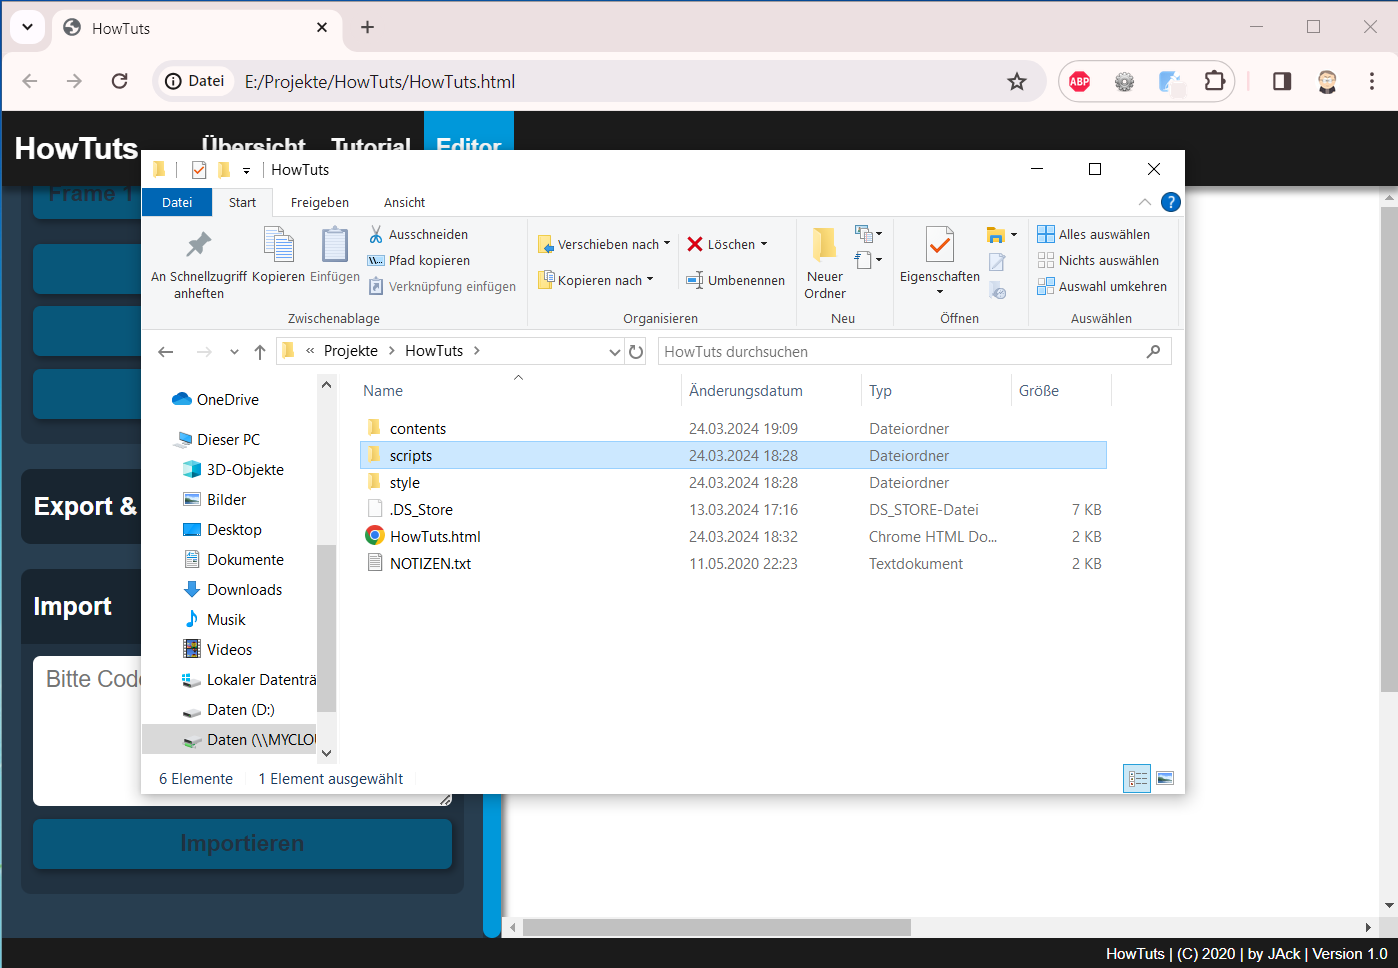 HowTuts
Datei
E:/Projekte/HowTuts/HowTuts.html
ABP
HowTuts
Übersicht
Tutorial
Editor
Frame 1
HowTuts
Datei
Start
Freigeben
Ansicht
An Schnellzugriff
anheften
Kopieren
Einfügen
Ausschneiden
Pfad kopieren
Verknüpfung einfügen
Zwischenablage
Verschieben nach
Kopieren nach
Löschen
Umbenennen
Organisieren
Neuer
Ordner
Neu
Eigenschaften
Öffnen
Alles auswählen
Nichts auswählen
Auswahl umkehren
Auswählen
« Projekte > HowTuts >
HowTuts durchsuchen
OneDrive
Dieser PC
3D-Objekte
Bilder
Desktop
Dokumente
Downloads
Musik
Videos
Lokaler Datenträ
Daten (D:)
Daten (\\MYCLOU
Name Änderungsdatum Typ Größe
contents 24.03.2024 19:09 Dateiordner
scripts 24.03.2024 18:28 Dateiordner
style 24.03.2024 18:28 Dateiordner
.DS_Store 13.03.2024 17:16 DS_STORE-Datei 7 KB
HowTuts.html 24.03.2024 18:32 Chrome HTML Do... 2 KB
NOTIZEN.txt 11.05.2020 22:23 Textdokument 2 KB
6 Elemente 1 Element ausgewählt
Export &
Import
Bitte Code
Importieren
HowTuts | (C) 2020 | by JAck | Version 1.0